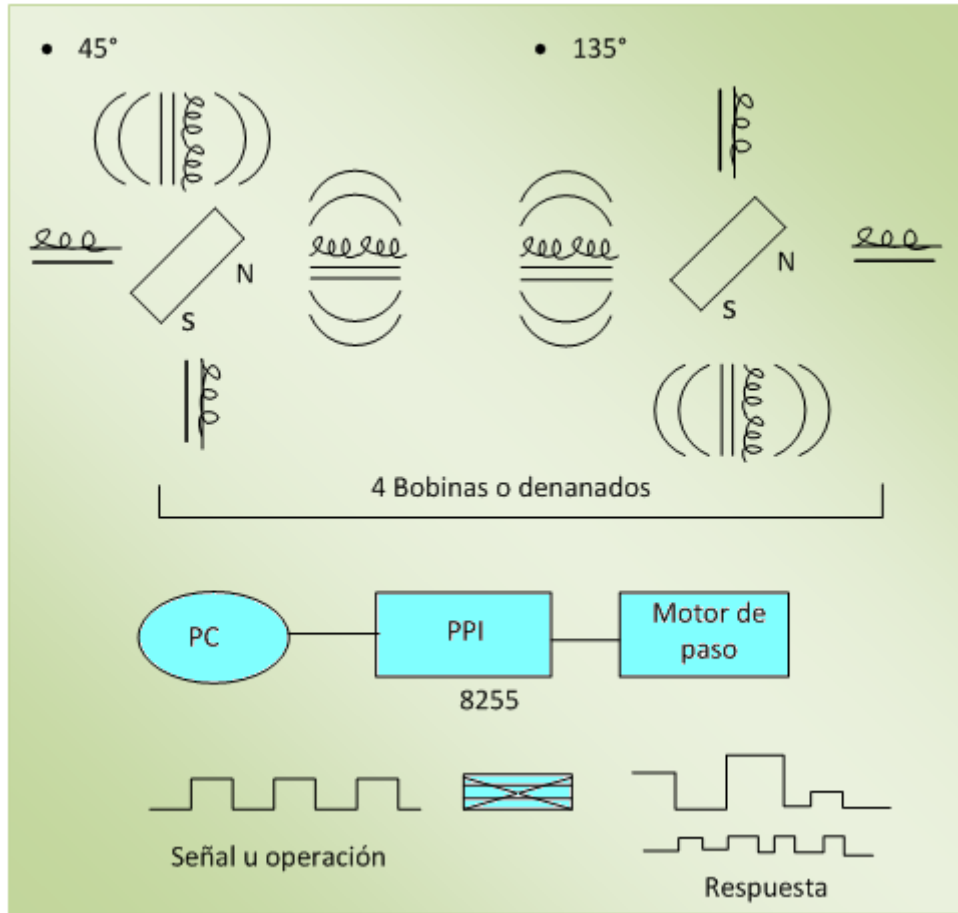 • 45°
• 135°
N
S
N
S
4 Bobinas o denanados
PC
PPI
Motor de
paso
8255
Señal u operación
Respuesta